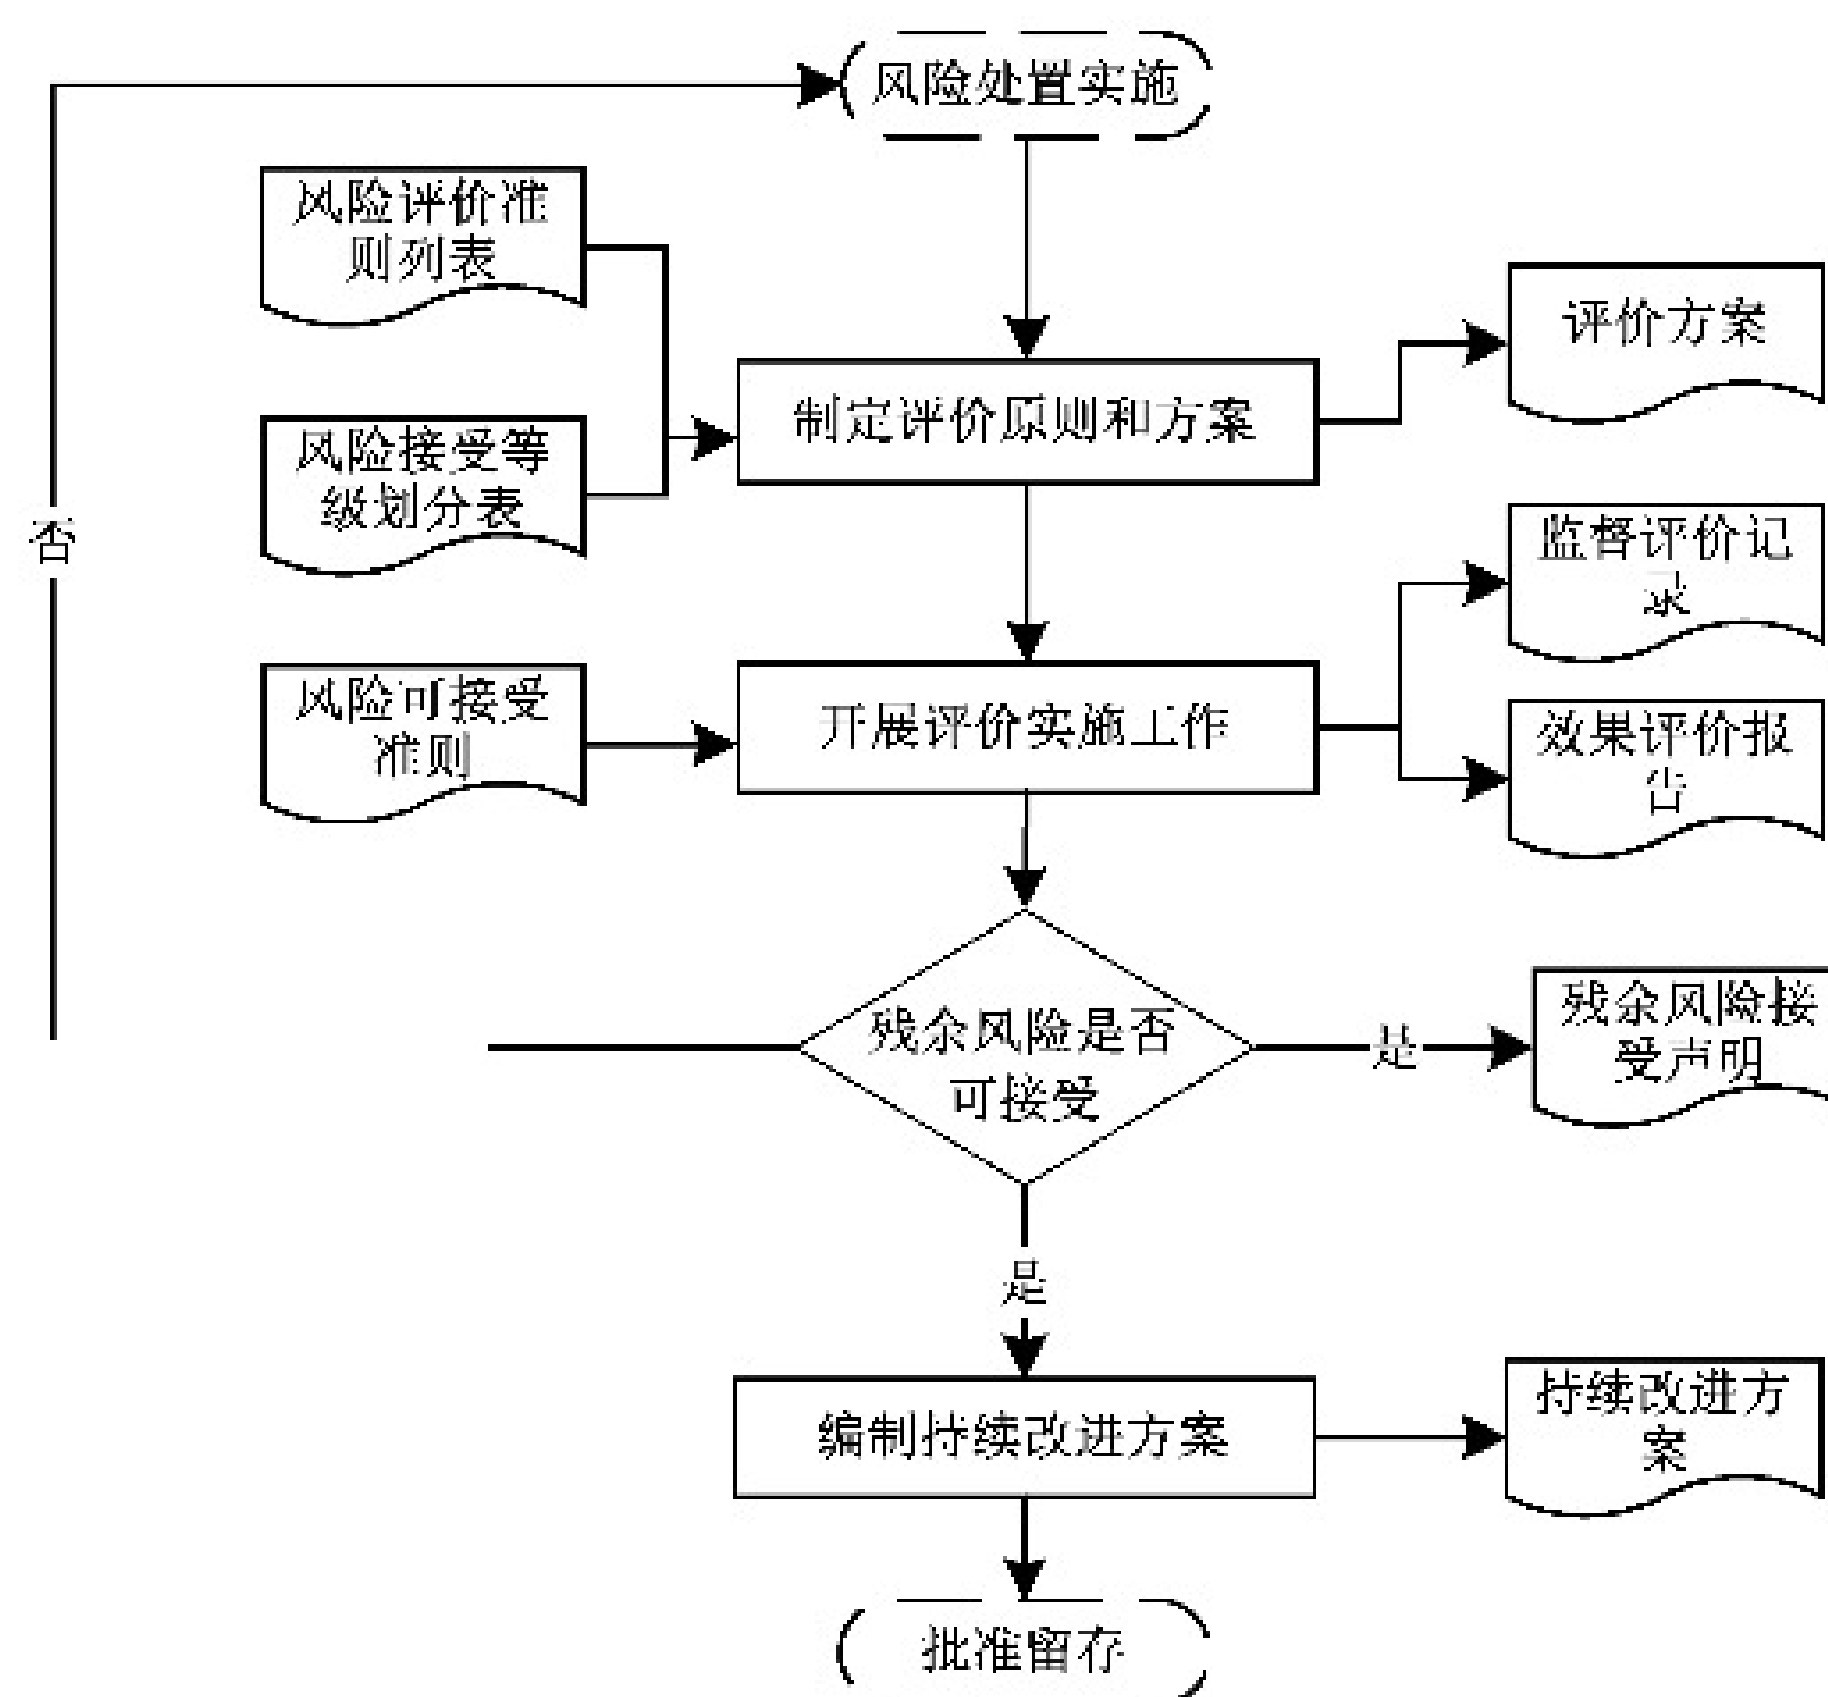 风险处置实施
风险评价准
则列表
评价方案
制定评价原则和方案
风险接受等
级划分表
否
监督评价记
录
风险可接受
准则
开展评价实施工作
效果评价报
告
残余风险是否
可接受
是
残余风险接
受声明
是
编制持续改进方案
持续改进方
案
批准留存